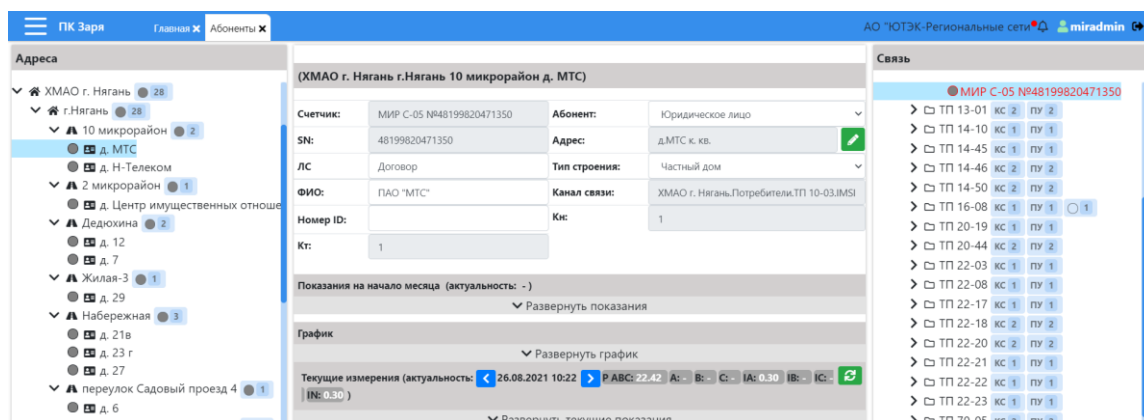 ПК Заря Главная Абоненты АО "ЮТЭК-Региональные сети" miradmin
Адреса
ХМАО г. Нягань 28
г.Нягань 28
10 микрорайон 2
д. МТС
д. Н-Телеком
2 микрорайон 1
д. Центр имущественных отноше
Дедюхина 2
д. 12
д. 7
Жилая-3 1
д. 29
Набережная 3
д. 21в
д. 23 г
д. 27
переулок Садовый проезд 4 1
д. 6
(ХМАО г. Нягань г.Нягань 10 микрорайон д. МТС)
Счетчик: МИР С-05 №48199820471350 Абонент: Юридическое лицо
SN: 48199820471350 Адрес: д.МТС к. кв.
ЛС Договор Тип строения: Частный дом
ФИО: ПАО "МТС" Канал связи: ХМАО г. Нягань.Потребители.ТП 10-03.IMSI
Номер ID: Кн: 1
Кт: 1
Показания на начало месяца (актуальность: - )
Развернуть показания
График
Развернуть график
Текущие измерения (актуальность: 26.08.2021 10:22 P ABC: 22.42 A: - B: - C: - IA: 0.30 IB: - IC: -
IN: 0.30 )
Развернуть текущие показания
Связь
МИР С-05 №48199820471350
ТП 13-01 КС 2 ПУ 2
ТП 14-10 КС 1 ПУ 1
ТП 14-45 КС 1 ПУ 1
ТП 14-46 КС 2 ПУ 2
ТП 14-50 КС 2 ПУ 2
ТП 16-08 КС 1 ПУ 1 1
ТП 20-19 КС 1 ПУ 1
ТП 20-44 КС 2 ПУ 2
ТП 22-03 КС 1 ПУ 1
ТП 22-08 КС 1 ПУ 1
ТП 22-17 КС 1 ПУ 1
ТП 22-18 КС 2 ПУ 2
ТП 22-20 КС 2 ПУ 2
ТП 22-21 КС 1 ПУ 1
ТП 22-22 КС 1 ПУ 1
ТП 22-23 КС 1 ПУ 1